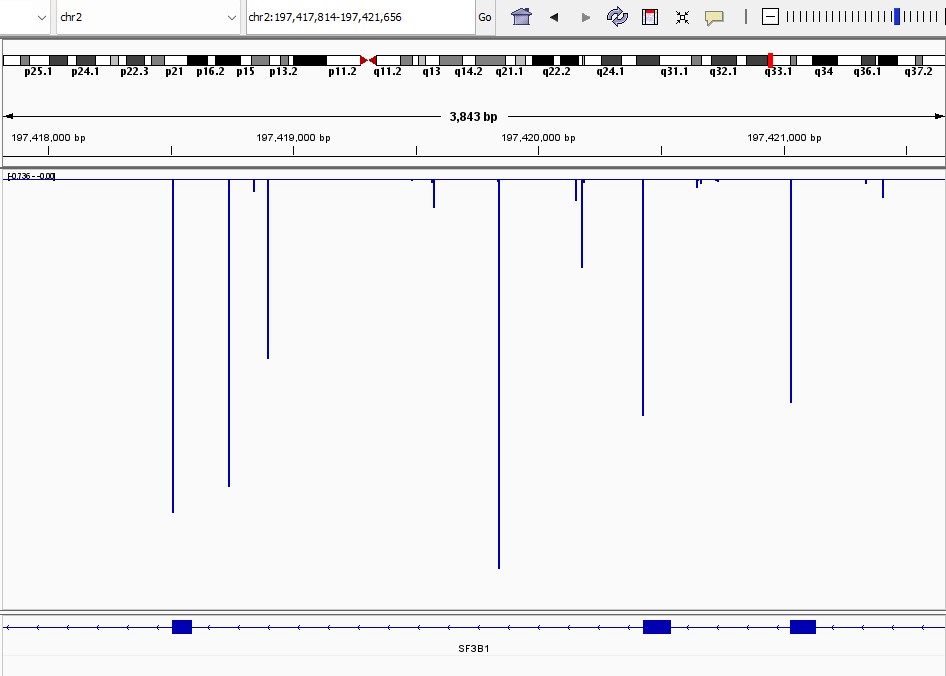 chr2 chr2:197,417,814-197,421,656 Go
p25.1 p24.1 p22.3 p21 p16.2 p15 p13.2 p11.2 q11.2 q13 q14.2 q21.1 q22.2 q24.1 q31.1 q32.1 q33.1 q34 q36.1 q37.2
3,843 bp
197,418,000 bp 197,419,000 bp 197,420,000 bp 197,421,000 bp
[-0.736 - -0.00]
SF3B1